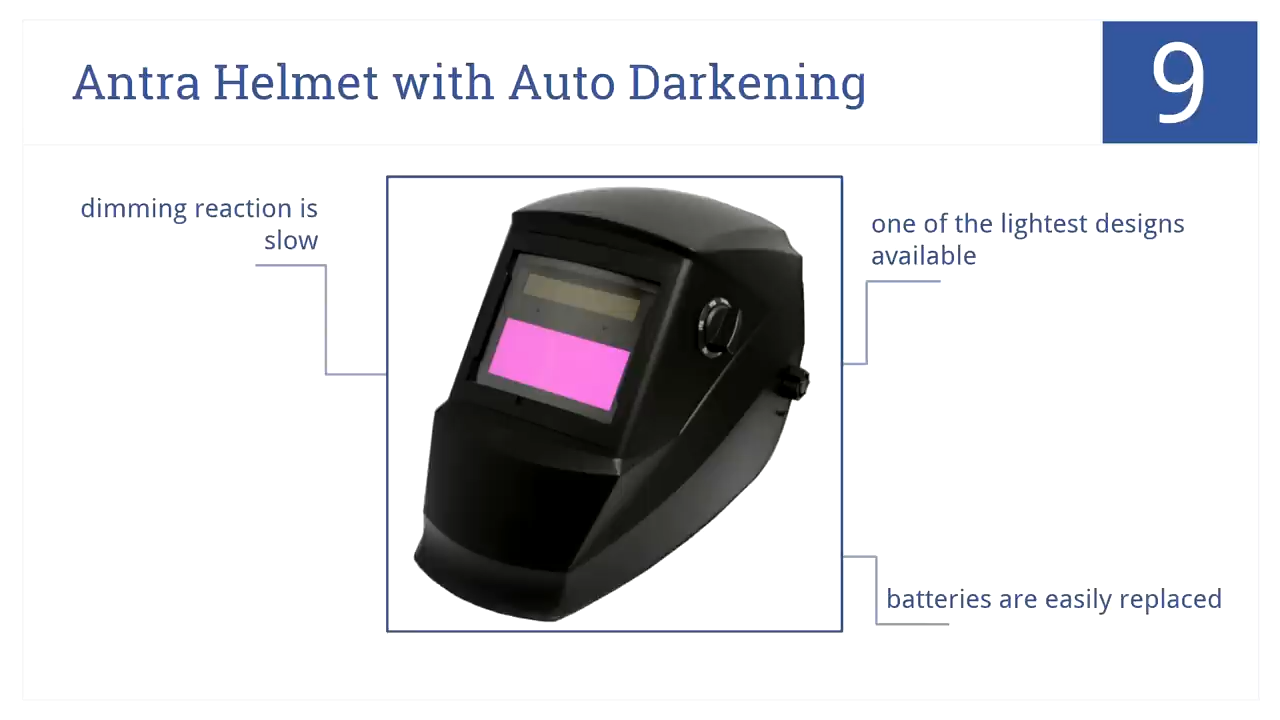 Antra Helmet with Auto Darkening
9
dimming reaction is
slow
one of the lightest designs
available
batteries are easily replaced